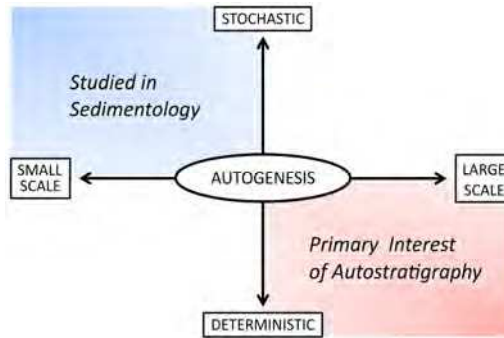 STOCHASTIC
Studied in
Sedimentology
SMALL
SCALE
AUTOGENESIS
LARGE
SCALE
Primary Interest
of Autostratigraphy
DETERMINISTIC